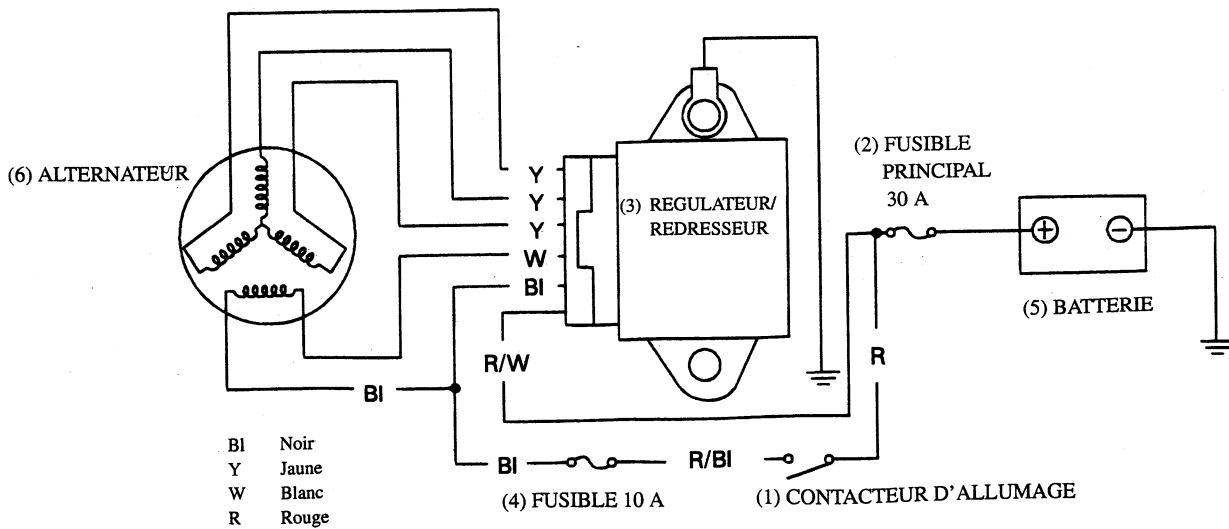 (6) ALTERNATEUR
Y
Y
Y
W
Bl
(3) REGULATEUR/
REDRESSEUR
(2) FUSIBLE
PRINCIPAL
30 A
+
−
(5) BATTERIE
R/W
R
Bl
Bl
R/Bl
(4) FUSIBLE 10 A
(1) CONTACTEUR D'ALLUMAGE
Bl Noir
Y Jaune
W Blanc
R Rouge